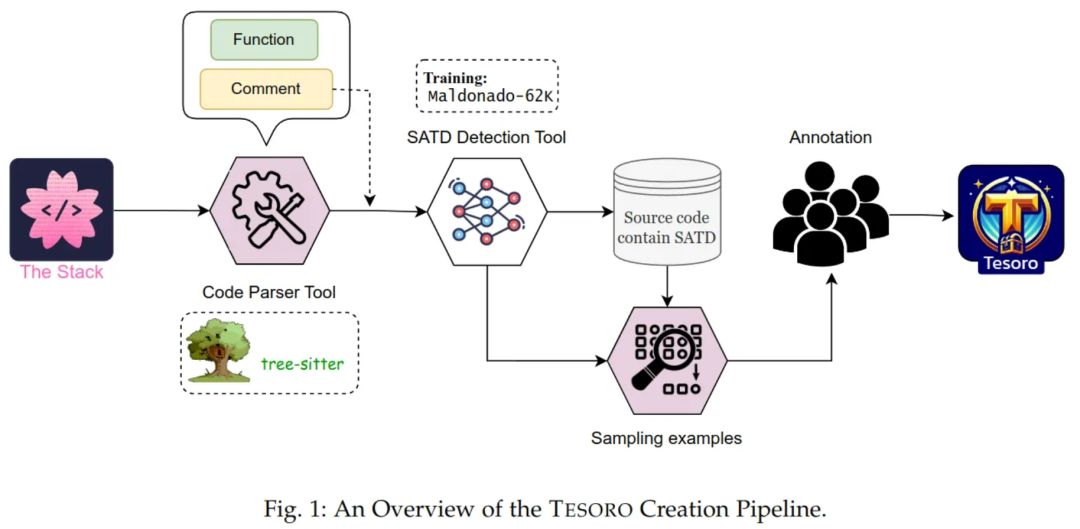 Function
Comment
Training:
Maldonado-62K
SATD Detection Tool
Annotation
</>
The Stack
Source code
contain SATD
Tesoro
Code Parser Tool
tree-sitter
Sampling examples
Fig. 1: An Overview of the TESORO Creation Pipeline.